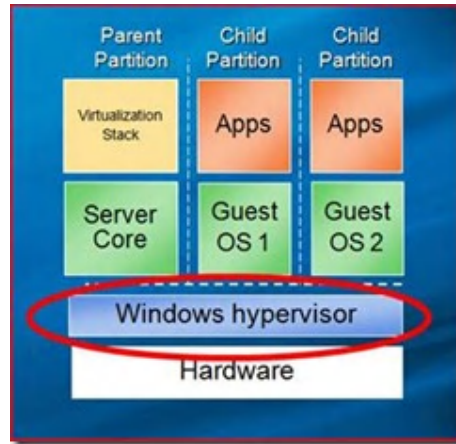 Parent
Partition
Child
Partition
Child
Partition
Virtualization
Stack
Apps
Apps
Server
Core
Guest
OS 1
Guest
OS 2
Windows hypervisor
Hardware